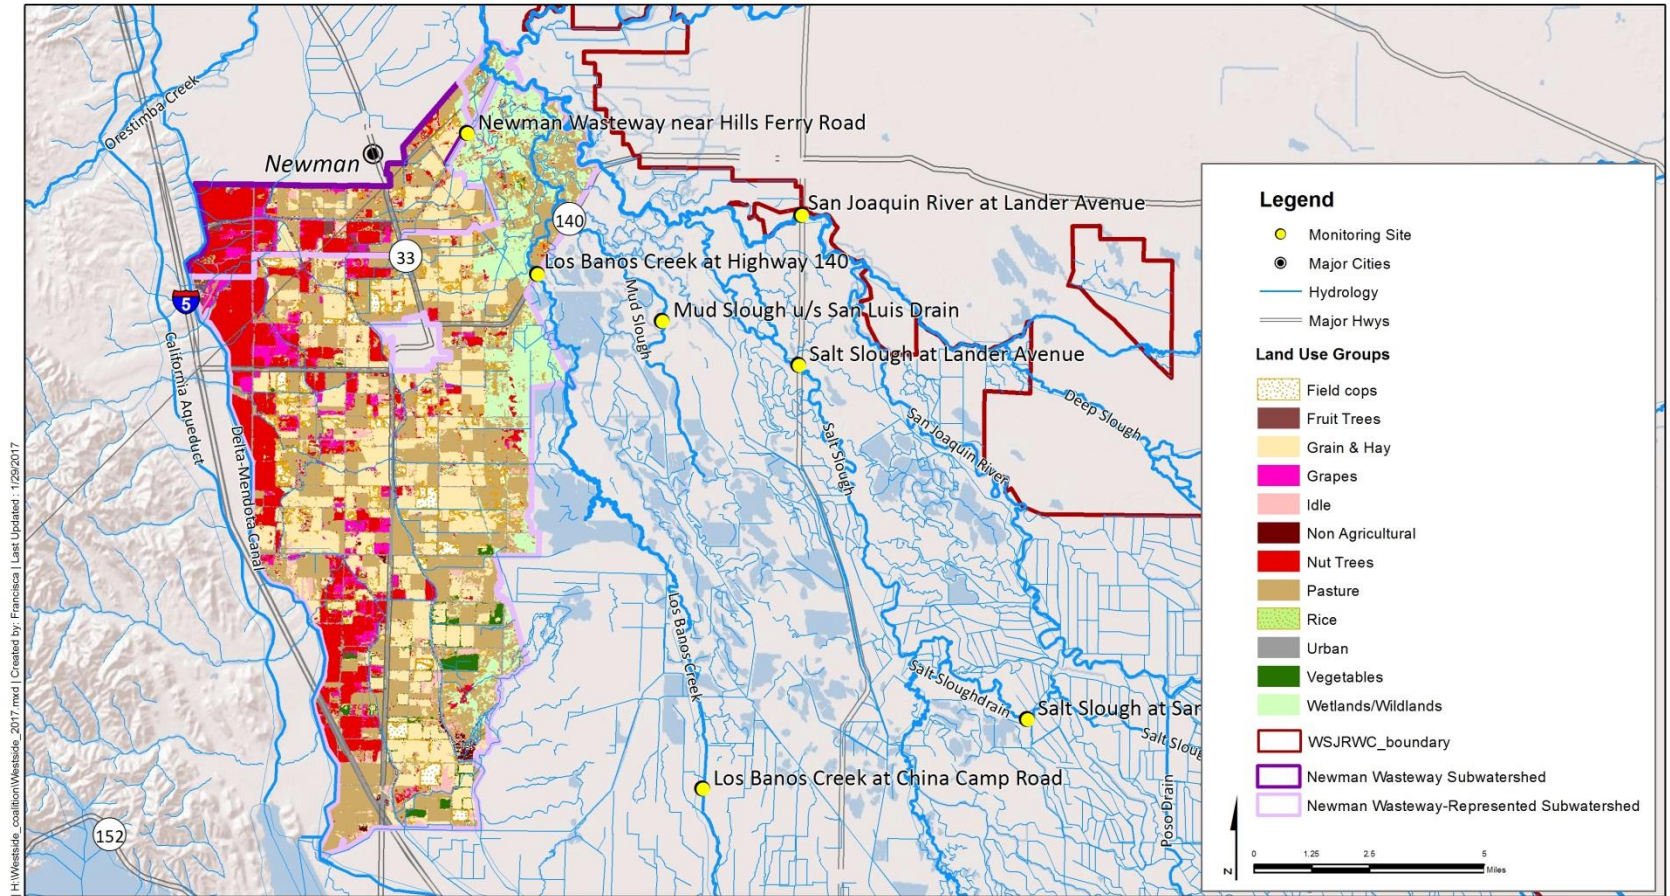 Orestimba Creek
Newman
Newman Wasteway near Hills Ferry Road
San Joaquin River at Lander Avenue
140
33
Los Banos Creek at Highway 140
5
Mud Slough
Mud Slough u/s San Luis Drain
Salt Slough at Lander Avenue
California Aqueduct
Delta-Mendota Canal
Deep Slough
San Joaquin River
Salt Slough
Los Banos Creek
Salt Sloughdrain
Salt Slough at Sar
Salt Sloug
Los Banos Creek at China Camp Road
Poso Drain
152
H:\Westside_coalition\Westside_2017.mxd | Created by: Francisca | Last Updated : 1/29/2017
Legend
Monitoring Site
Major Cities
Hydrology
Major Hwys
Land Use Groups
Field cops
Fruit Trees
Grain & Hay
Grapes
Idle
Non Agricultural
Nut Trees
Pasture
Rice
Urban
Vegetables
Wetlands/Wildlands
WSJRWC_boundary
Newman Wasteway Subwatershed
Newman Wasteway-Represented Subwatershed
N
0 1.25 2.5 5
Miles